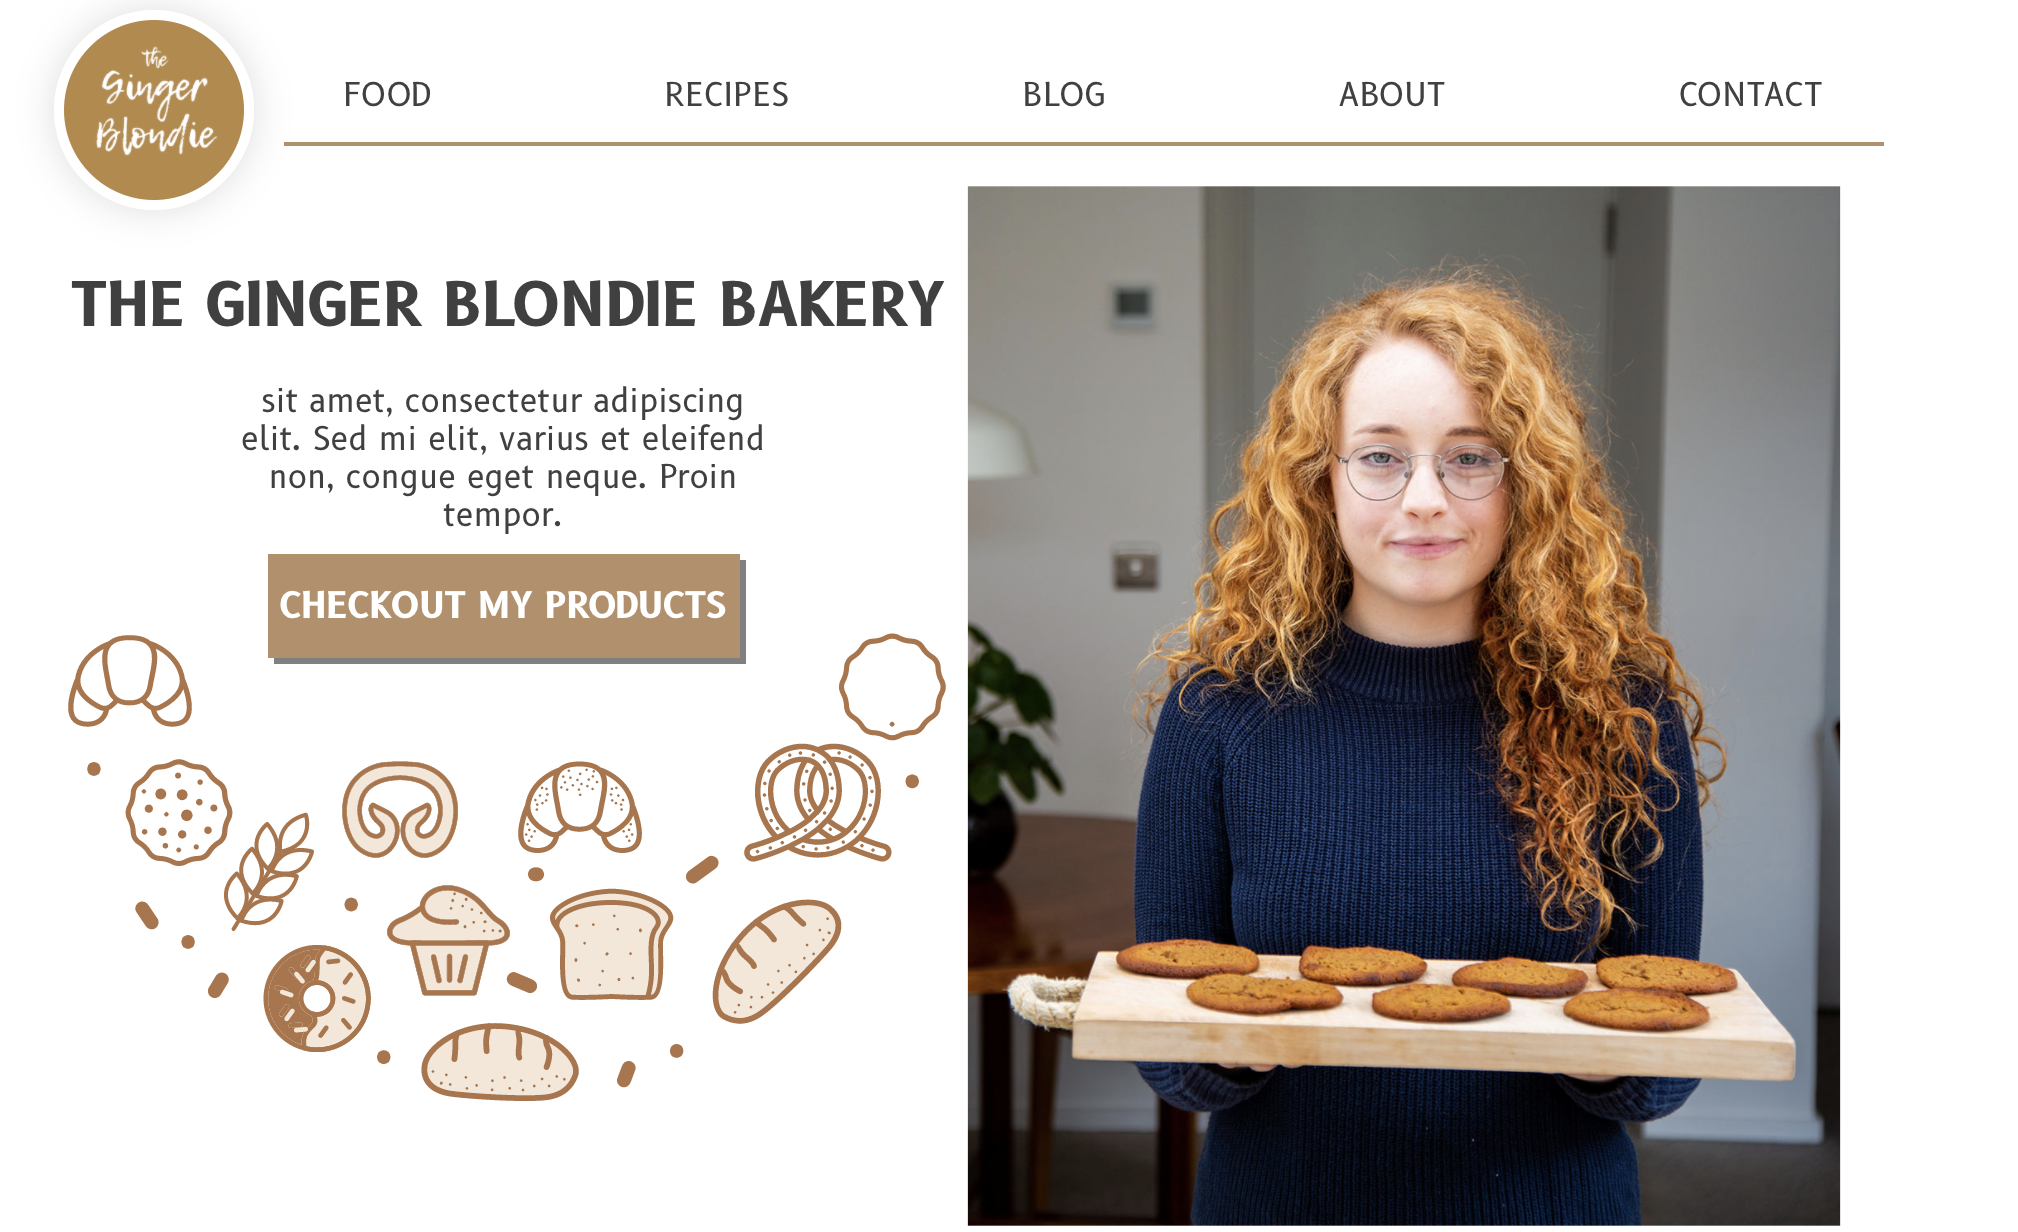 the
Ginger
Blondie
FOOD RECIPES BLOG ABOUT CONTACT
THE GINGER BLONDIE BAKERY
sit amet, consectetur adipiscing
elit. Sed mi elit, varius et eleifend
non, congue eget neque. Proin
tempor.
CHECKOUT MY PRODUCTS